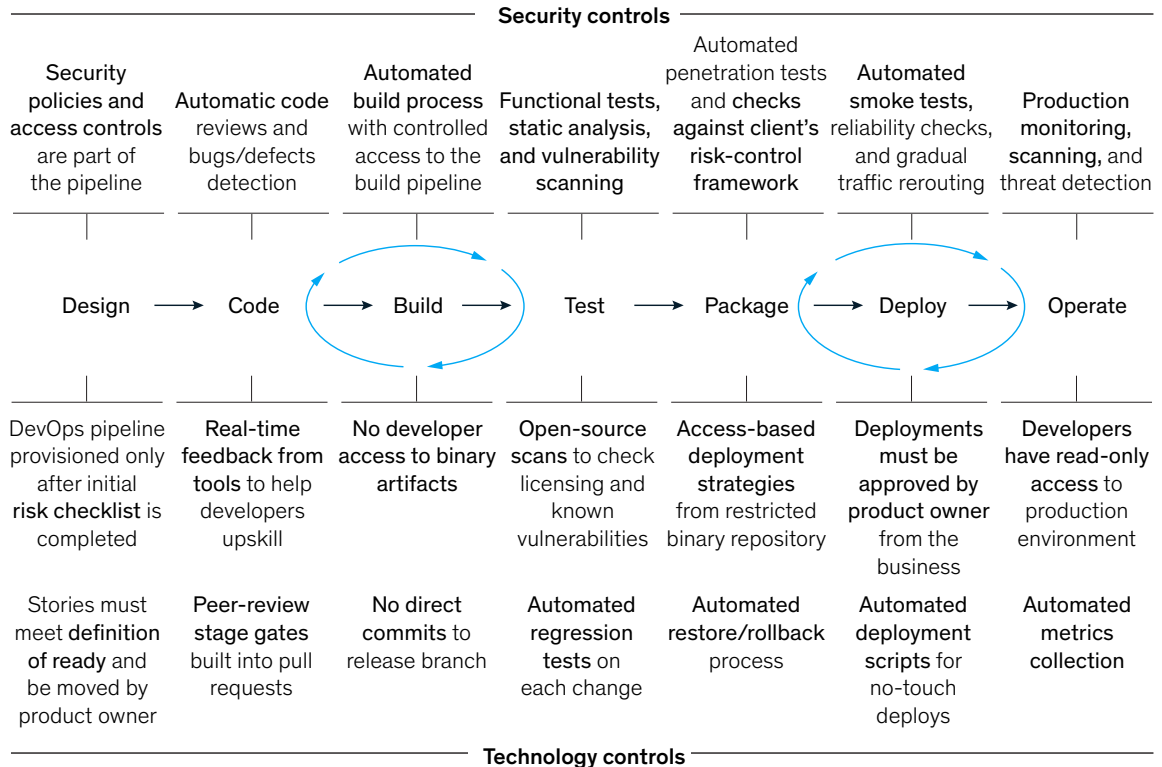 Security controls
Security
policies and
access controls
are part of
the pipeline
Automatic code
reviews and
bugs/defects
detection
Automated
build process
with controlled
access to the
build pipeline
Functional tests,
static analysis,
and vulnerability
scanning
Automated
penetration tests
and checks
against client’s
risk-control
framework
Automated
smoke tests,
reliability checks,
and gradual
traffic rerouting
Production
monitoring,
scanning, and
threat detection
Design
Code
Build
Test
Package
Deploy
Operate
DevOps pipeline
provisioned only
after initial
risk checklist is
completed
Real-time
feedback from
tools to help
developers
upskill
No developer
access to binary
artifacts
Open-source
scans to check
licensing and
known
vulnerabilities
Access-based
deployment
strategies
from restricted
binary repository
Deployments
must be
approved by
product owner
from the
business
Developers
have read-only
access to
production
environment
Stories must
meet definition
of ready and
be moved by
product owner
Peer-review
stage gates
built into pull
requests
No direct
commits to
release branch
Automated
regression
tests on
each change
Automated
restore/rollback
process
Automated
deployment
scripts for
no-touch
deploys
Automated
metrics
collection
Technology controls